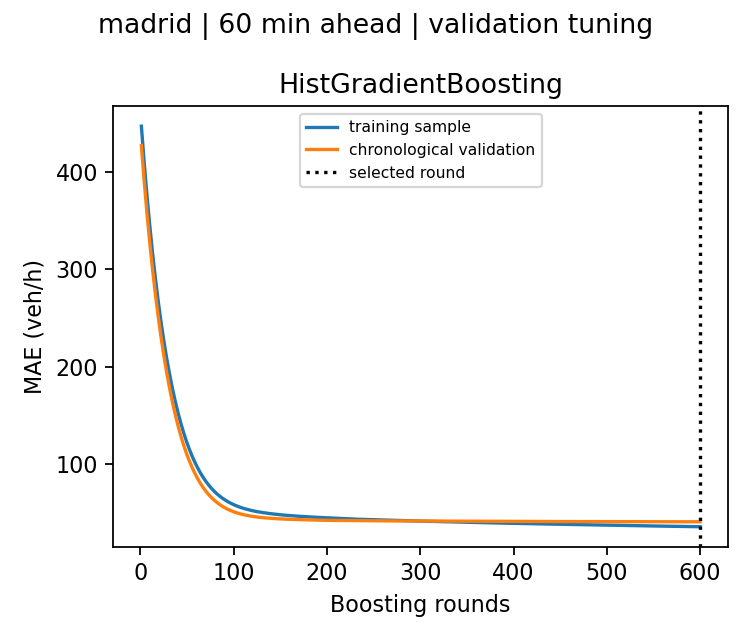 madrid | 60 min ahead | validation tuning
HistGradientBoosting
training sample
chronological validation
selected round
400
300
200
100
MAE (veh/h)
0 100 200 300 400 500 600
Boosting rounds